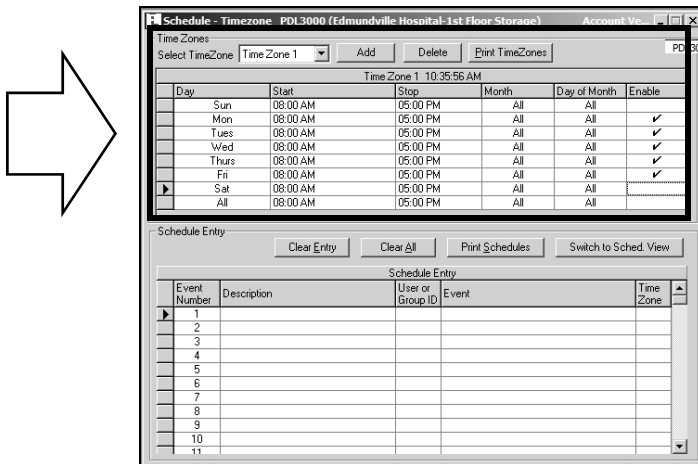 Schedule - Timezone PDL3000 (Edmundville Hospital-1st Floor Storage) Account Ve...
Time Zones
Select TimeZone Time Zone 1 Add Delete Print TimeZones PDL30
Time Zone 1 10:35:56 AM
Day Start Stop Month Day of Month Enable
Sun 08:00 AM 05:00 PM All All
Mon 08:00 AM 05:00 PM All All ✓
Tues 08:00 AM 05:00 PM All All ✓
Wed 08:00 AM 05:00 PM All All ✓
Thurs 08:00 AM 05:00 PM All All ✓
Fri 08:00 AM 05:00 PM All All ✓
Sat 08:00 AM 05:00 PM All All
All 08:00 AM 05:00 PM All All
Schedule Entry
Clear Entry Clear All Print Schedules Switch to Sched. View
Schedule Entry
Event Number Description User or Group ID Event Time Zone
1
2
3
4
5
6
7
8
9
10
11